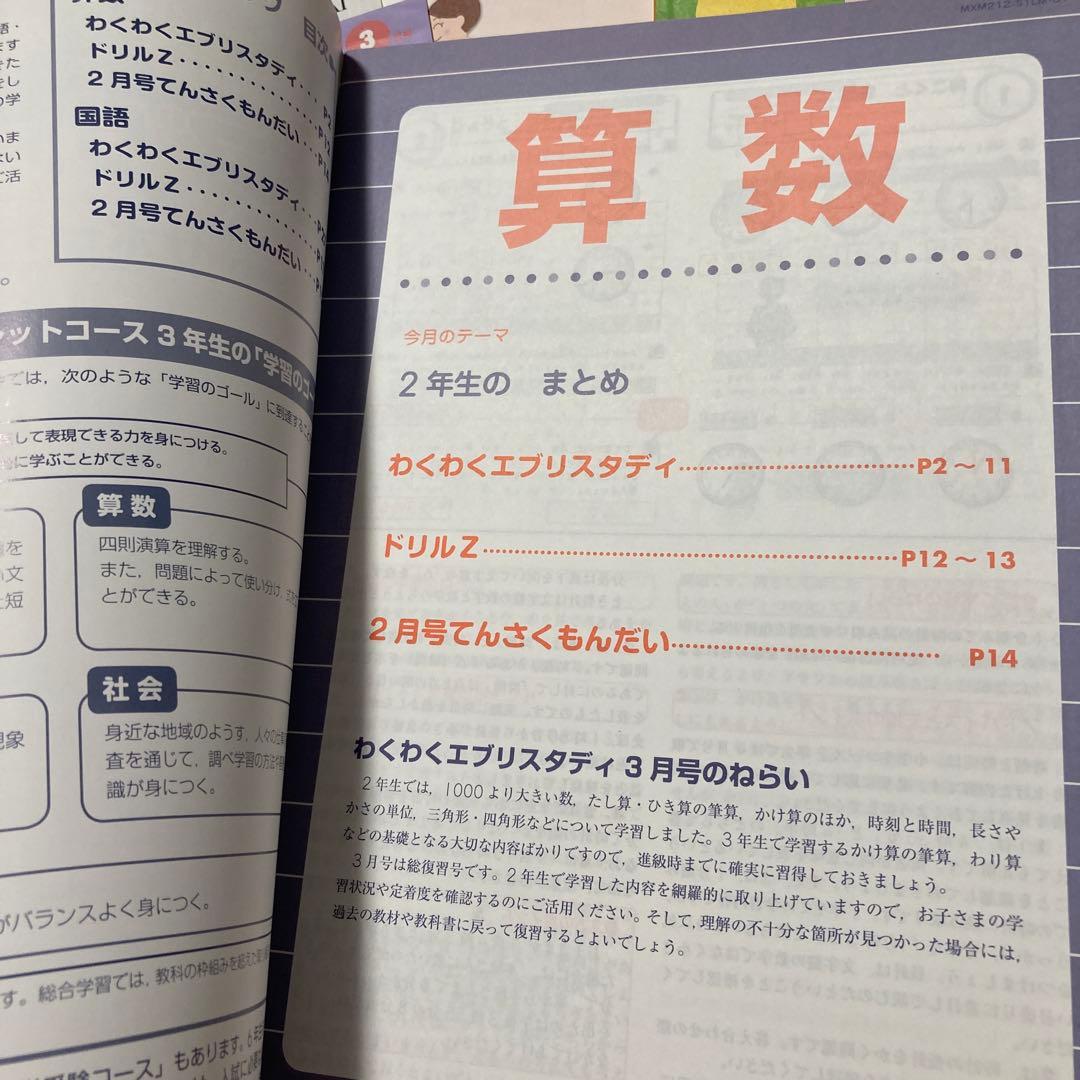 目次
わくわくエブリスタディ
ドリルZ
2月号てんさくもんだい
国語
わくわくエブリスタディ
ドリルZ
2月号てんさくもんだい
ットコース3年生の「学習のゴー
では，次のような「学習のゴール」に到達する
して表現できる力を身につける。
に学ぶことができる。
算数
四則演算を理解する。
また，問題によって使い分け，
とができる。
社会
身近な地域のようす，人々の仕
査を通じて，調べ学習の方法や
識が身につく。
がバランスよく身につく。
す。総合学習では，教科の枠組みを超えた
コース」もあります。6年
3
算数
今月のテーマ
2年生の まとめ
わくわくエブリスタディ……P2～11
ドリルZ……P12～13
2月号てんさくもんだい……P14
わくわくエブリスタディ3月号のねらい
2年生では，1000より大きい数，たし算・ひき算の筆算，かけ算のほか，時刻と時間，長さや
かさの単位，三角形・四角形などについて学習しました。3年生で学習するかけ算の筆算，わり算
などの基礎となる大切な内容ばかりですので，進級時までに確実に習得しておきましょう。
3月号は総復習号です。2年生で学習した内容を網羅的に取り上げていますので，お子さまの学
習状況や定着度を確認するのにご活用ください。そして，理解の不十分な箇所が見つかった場合には，
過去の教材や教科書に戻って復習するとよいでしょう。